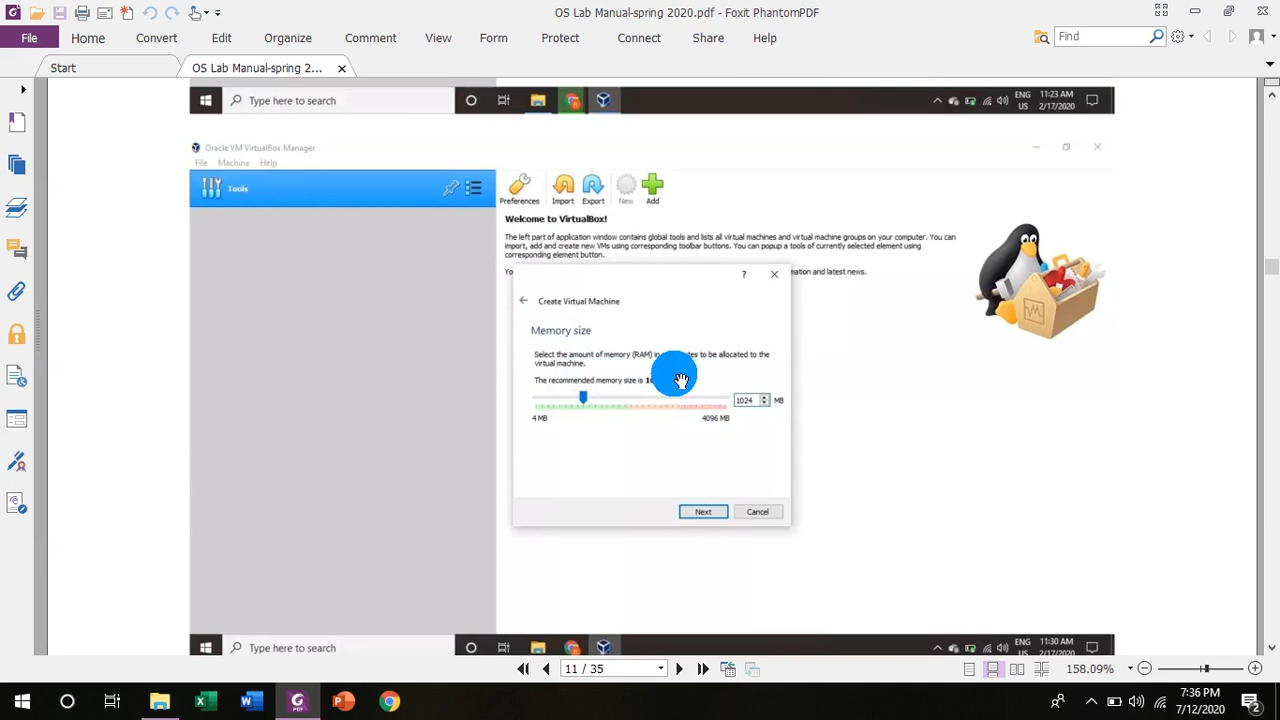 OS Lab Manual-spring 2020.pdf - Foxit PhantomPDF
File Home Convert Edit Organize Comment View Form Protect Connect Share Help Find
Start OS Lab Manual-spring 2...
Type here to search ENG 11:23 AM
US 2/17/2020
Oracle VM VirtualBox Manager
File Machine Help
Tools
Preferences Import Export New Add
Welcome to VirtualBox!
The left part of application window contains global tools and lists all virtual machines and virtual machine groups on your computer. You can
import, add and create new VMs using corresponding toolbar buttons. You can popup a tools of currently selected element using
corresponding element button.
and latest news.
Create Virtual Machine
Memory size
Select the amount of memory (RAM) in to be allocated to the
virtual machine.
The recommended memory size is
1024 MB
4 MB 4096 MB
Next Cancel
Type here to search ENG 11:30 AM
US 2/17/2020
11 / 35 158.09%
7:36 PM
7/12/2020
2